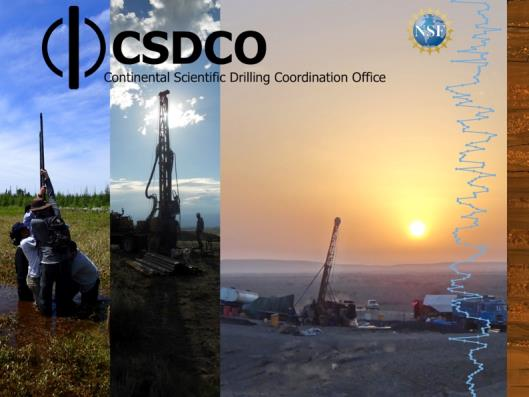 CSDCO
Continental Scientific Drilling Coordination Office
NSF